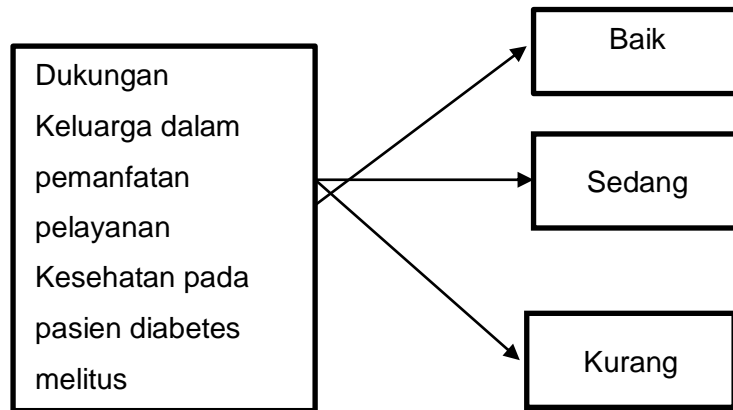 Dukungan
Keluarga dalam
pemanfatan
pelayanan
Kesehatan pada
pasien diabetes
melitus
Baik
Sedang
Kurang